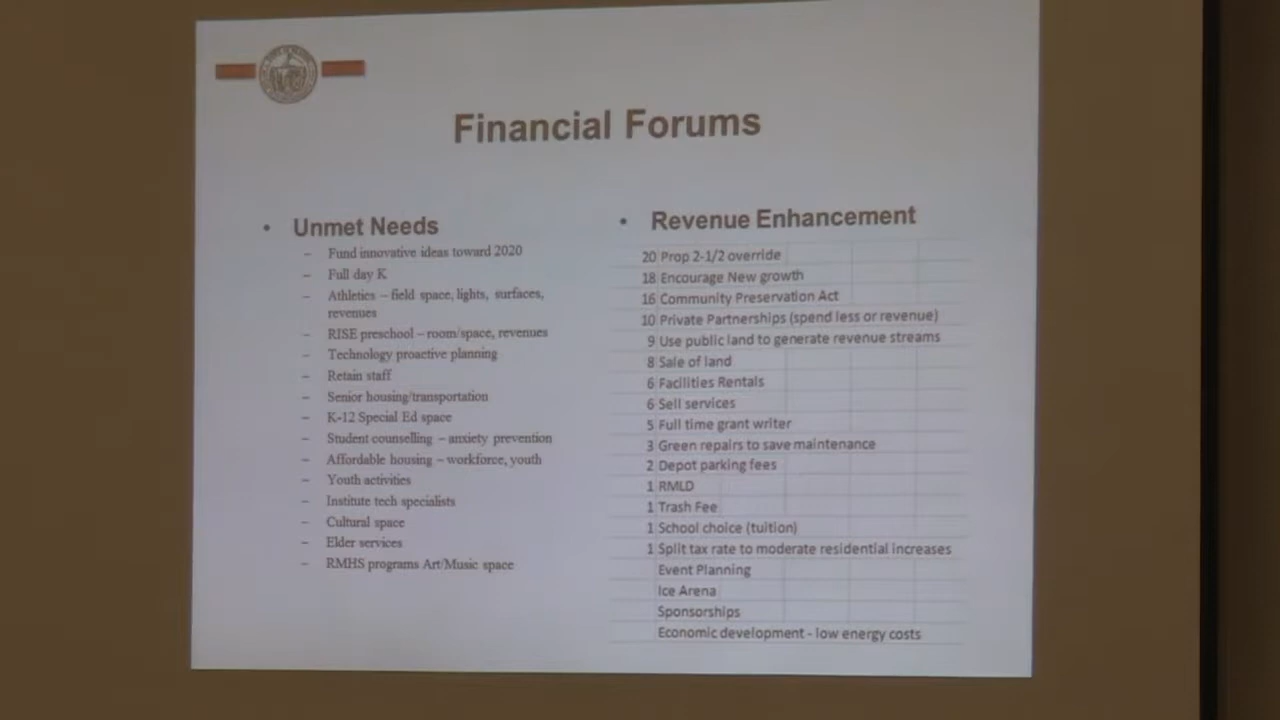 Financial Forums
• Unmet Needs
– Fund innovative ideas toward 2020
– Full day K
– Athletics – field space, lights, surfaces,
revenues
– RISE preschool – room/space, revenues
– Technology proactive planning
– Retain staff
– Senior housing/transportation
– K-12 Special Ed space
– Student counselling – anxiety prevention
– Affordable housing – workforce, youth
– Youth activities
– Institute tech specialists
– Cultural space
– Elder services
– RMHS programs Art/Music space
• Revenue Enhancement
20 Prop 2-1/2 override
18 Encourage New growth
16 Community Preservation Act
10 Private Partnerships (spend less or revenue)
9 Use public land to generate revenue streams
8 Sale of land
6 Facilities Rentals
6 Sell services
5 Full time grant writer
3 Green repairs to save maintenance
2 Depot parking fees
1 RMLD
1 Trash Fee
1 School choice (tuition)
1 Split tax rate to moderate residential increases
Event Planning
Ice Arena
Sponsorships
Economic development - low energy costs